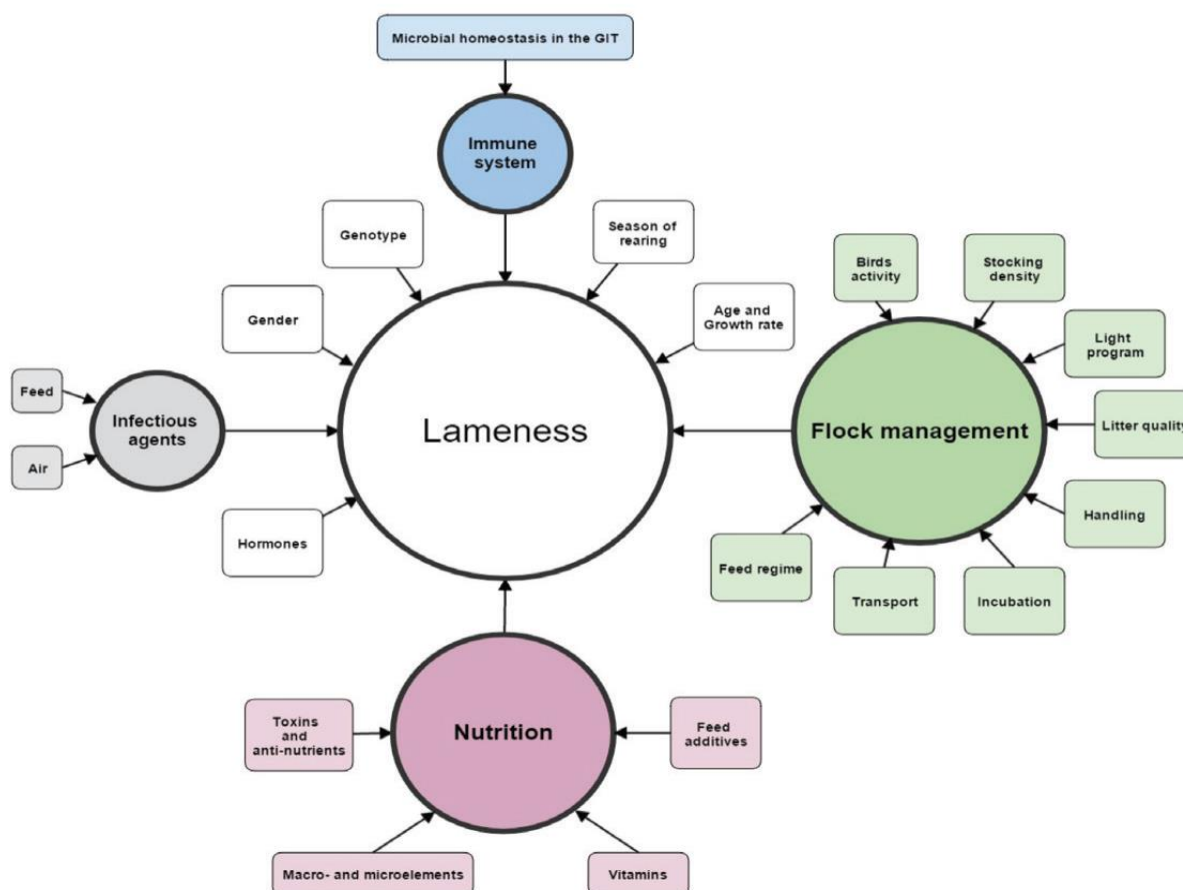 Microbial homeostasis in the GIT
Immune
system
Genotype
Season of
rearing
Gender
Age and
Growth rate
Birds
activity
Stocking
density
Light
program
Feed
Air
Infectious
agents
Lameness
Flock management
Litter quality
Hormones
Handling
Feed regime
Transport
Incubation
Toxins
and
anti-nutrients
Nutrition
Feed
additives
Macro- and microelements
Vitamins